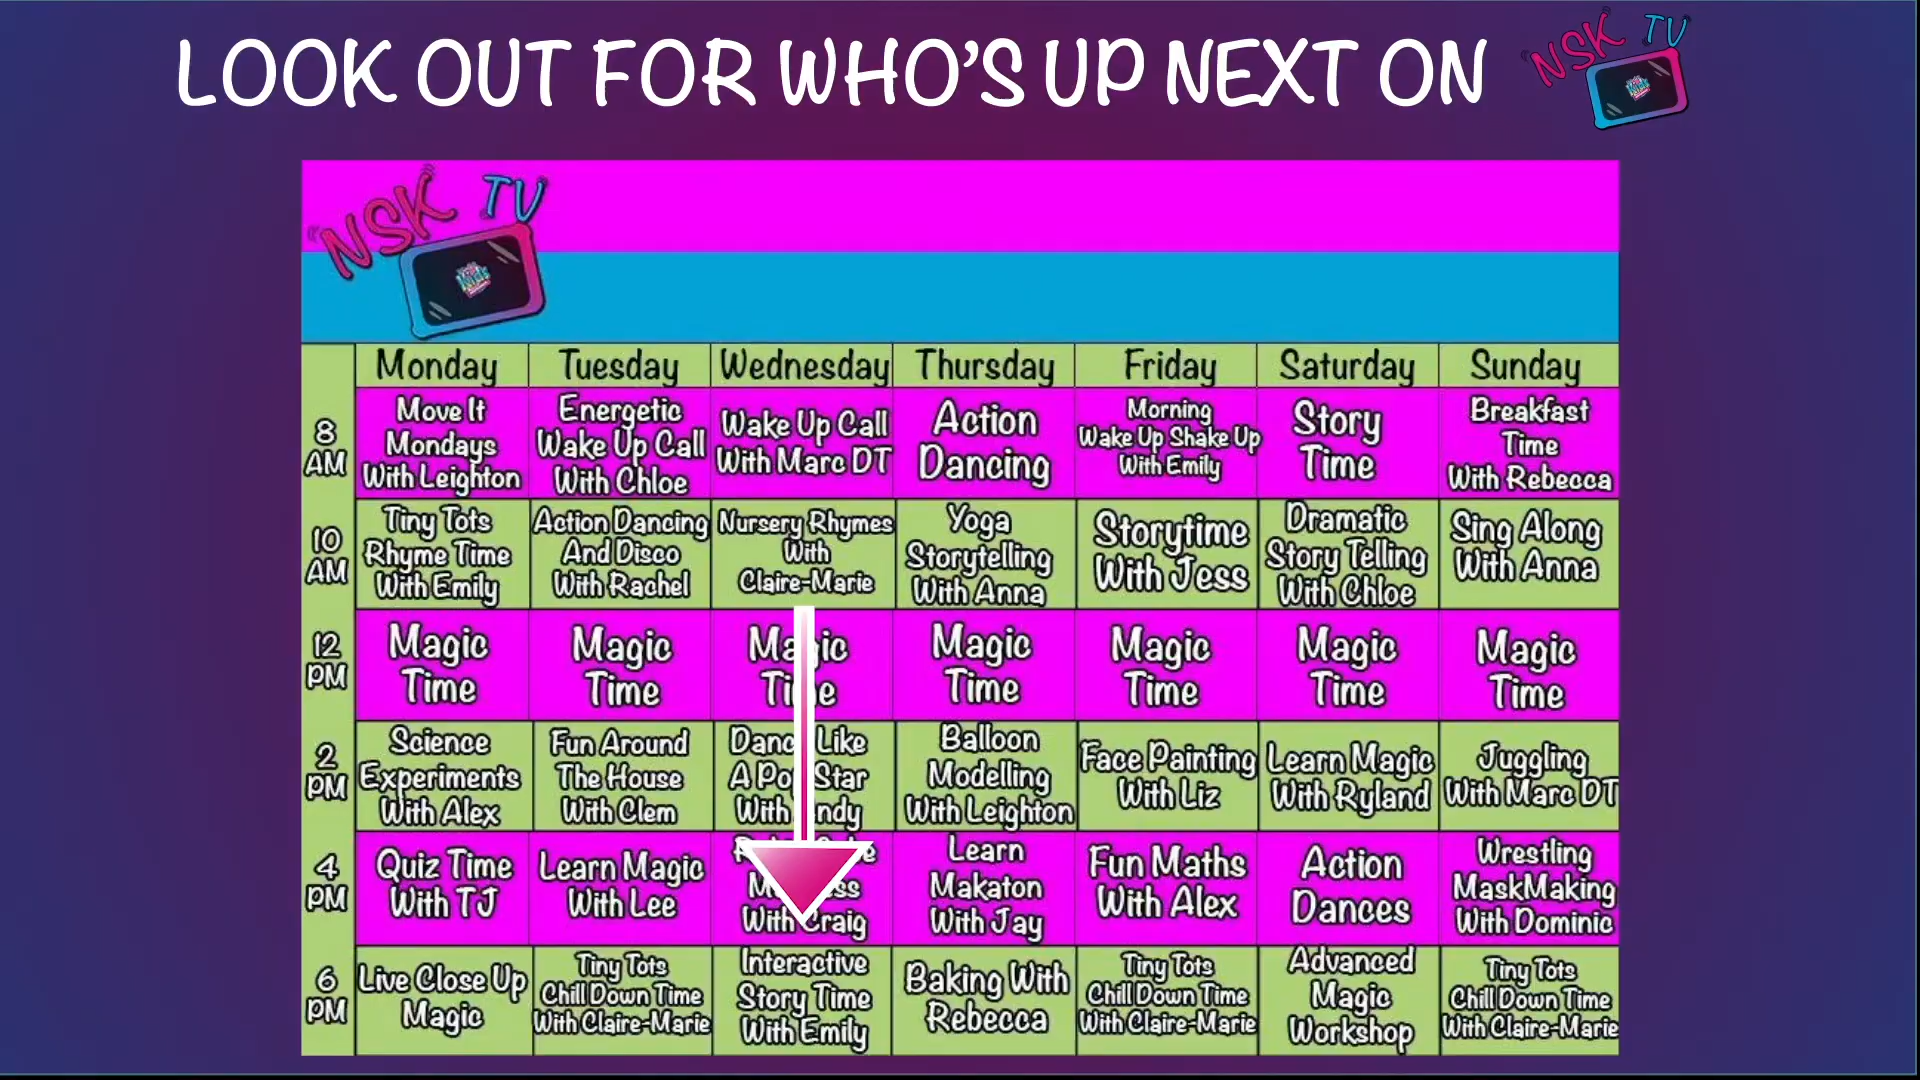 LOOK OUT FOR WHO'S UP NEXT ON
NSK TV
NSK TV
Monday Tuesday Wednesday Thursday Friday Saturday Sunday
8
AM
Move It
Mondays
With Leighton
Energetic
Wake Up Call
With Chloe
Wake Up Call
With Marc DT
Action
Dancing
Morning
Wake Up Shake Up
With Emily
Story
Time
Breakfast
Time
With Rebecca
10
AM
Tiny Tots
Rhyme Time
With Emily
Action Dancing
And Disco
With Rachel
Nursery Rhymes
With
Claire-Marie
Yoga
Storytelling
With Anna
Storytime
With Jess
Dramatic
Story Telling
With Chloe
Sing Along
With Anna
12
PM
Magic
Time
Magic
Time
Magic
Time
Magic
Time
Magic
Time
Magic
Time
Magic
Time
2
PM
Science
Experiments
With Alex
Fun Around
The House
With Clem
Dance Like
A Pop Star
With
Balloon
Modelling
With Leighton
Face Painting
With Liz
Learn Magic
With Ryland
Juggling
With Marc DT
4
PM
Quiz Time
With TJ
Learn Magic
With Lee
With Craig
Learn
Makaton
With Jay
Fun Maths
With Alex
Action
Dances
Wrestling
MaskMaking
With Dominic
6
PM
Live Close Up
Magic
Tiny Tots
Chill Down Time
With Claire-Marie
Interactive
Story Time
With Emily
Baking With
Rebecca
Tiny Tots
Chill Down Time
With Claire-Marie
Advanced
Magic
Workshop
Tiny Tots
Chill Down Time
With Claire-Marie